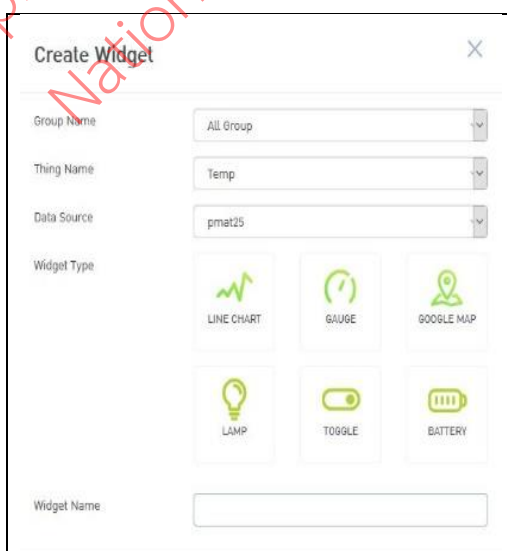 Create Widget
Nation
Group Name
All Group
Thing Name
Temp
Data Source
pmat25
Widget Type
LINE CHART
GAUGE
GOOGLE MAP
LAMP
TOGGLE
BATTERY
Widget Name